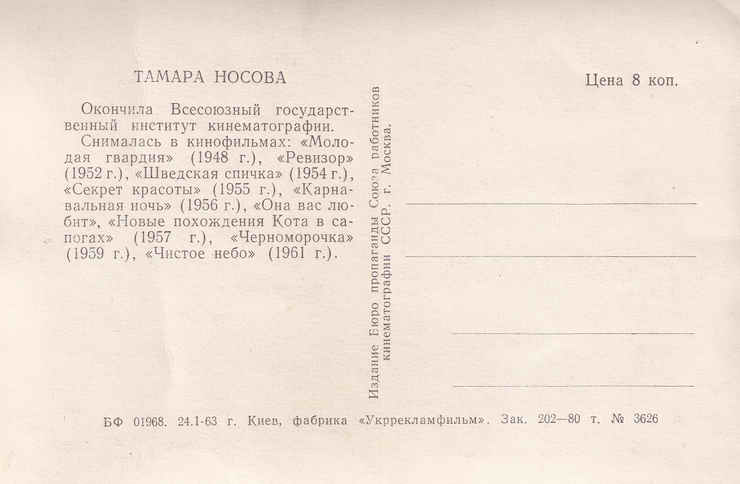 ТАМАРА НОСОВА
Цена 8 коп.
Окончила Всесоюзный государст-
венный институт кинематографии.
Снималась в кинофильмах: «Моло-
дая гвардия» (1948 г.), «Ревизор»
(1952 г.), «Шведская спичка» (1954 г.),
«Секрет красоты» (1955 г.), «Карна-
вальная ночь» (1956 г.), «Она вас лю-
бит», «Новые похождения Кота в са-
погах» (1957 г.), «Черноморочка»
(1959 г.), «Чистое небо» (1961 г.).
Издание Бюро пропаганды Союза работников
кинематографии СССР. г. Москва.
БФ 01968. 24.1-63 г. Киев, фабрика «Укррекламфильм». Зак. 202—80 т. № 3626